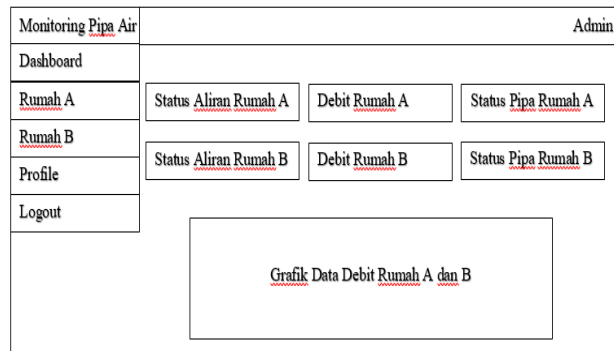 Monitoring Pipa Air
Admin
Dashboard
Rumah A
Rumah B
Profile
Logout
Status Aliran Rumah A
Debit Rumah A
Status Pipa Rumah A
Status Aliran Rumah B
Debit Rumah B
Status Pipa Rumah B
Grafik Data Debit Rumah A dan B